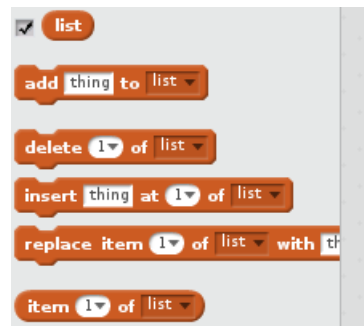 list
add thing to list
delete 1 of list
insert thing at 1 of list
replace item 1 of list with th
item 1 of list